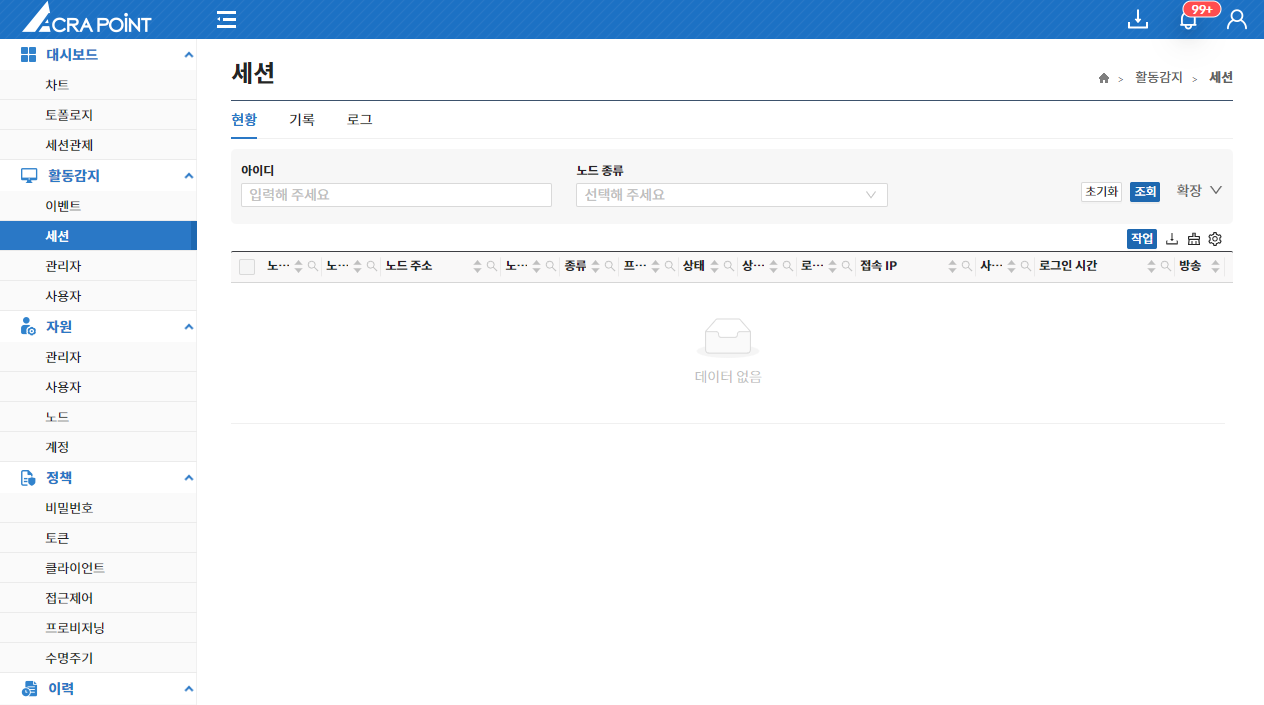 ACRA POINT
99+
대시보드
차트
토폴로지
세션관제
활동감지
이벤트
세션
관리자
사용자
자원
관리자
사용자
노드
계정
정책
비밀번호
토큰
클라이언트
접근제어
프로비저닝
수명주기
이력
세션
> 활동감지 > 세션
현황 기록 로그
아이디 노드 종류
입력해 주세요 선택해 주세요 초기화 조회 확장
작업
노··· 노··· 노드 주소 노··· 종류 프··· 상태 상··· 로··· 접속 IP 사··· 로그인 시간 방송
데이터 없음